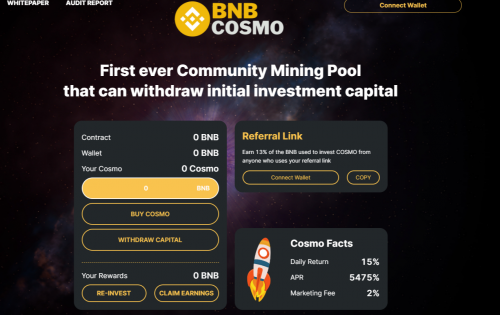 WHITEPAPER
AUDIT REPORT
Connect Wallet
BNB
COSMO
First ever Community Mining Pool
that can withdraw initial investment capital
Contract 0 BNB
Wallet 0 BNB
Your Cosmo 0 Cosmo
0 BNB
BUY COSMO
WITHDRAW CAPITAL
Your Rewards 0 BNB
RE-INVEST
CLAIM EARNINGS
Referral Link
Earn 13% of the BNB used to invest COSMO from
anyone who uses your referral link
Connect Wallet
COPY
Cosmo Facts
Daily Return 15%
APR 5475%
Marketing Fee 2%